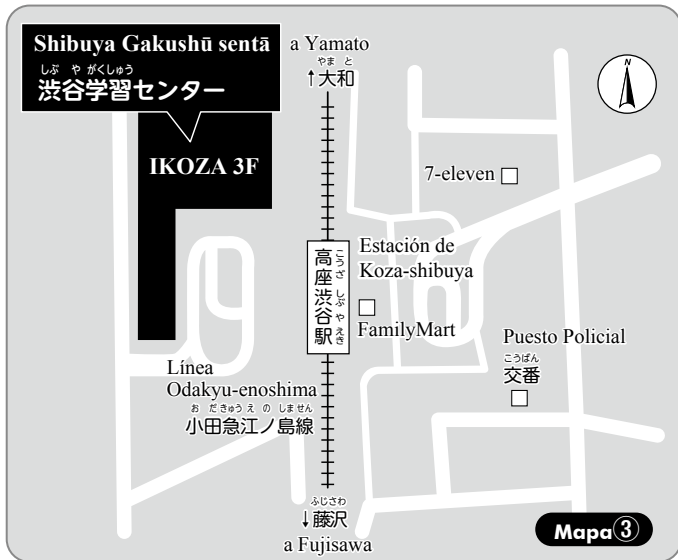 Shibuya Gakushū sentā
しぶ や がくしゅう
渋谷学習センター
IKOZA 3F
a Yamato
やま と
↑大和
N
7-eleven
Estación de
Koza-shibuya
こうざ しぶ や えき
高座渋谷駅
FamilyMart
Puesto Policial
こうばん
交番
Línea
Odakyu-enoshima
お だきゅう え の しません
小田急江ノ島線
ふじさわ
↓藤沢
a Fujisawa
Mapa③